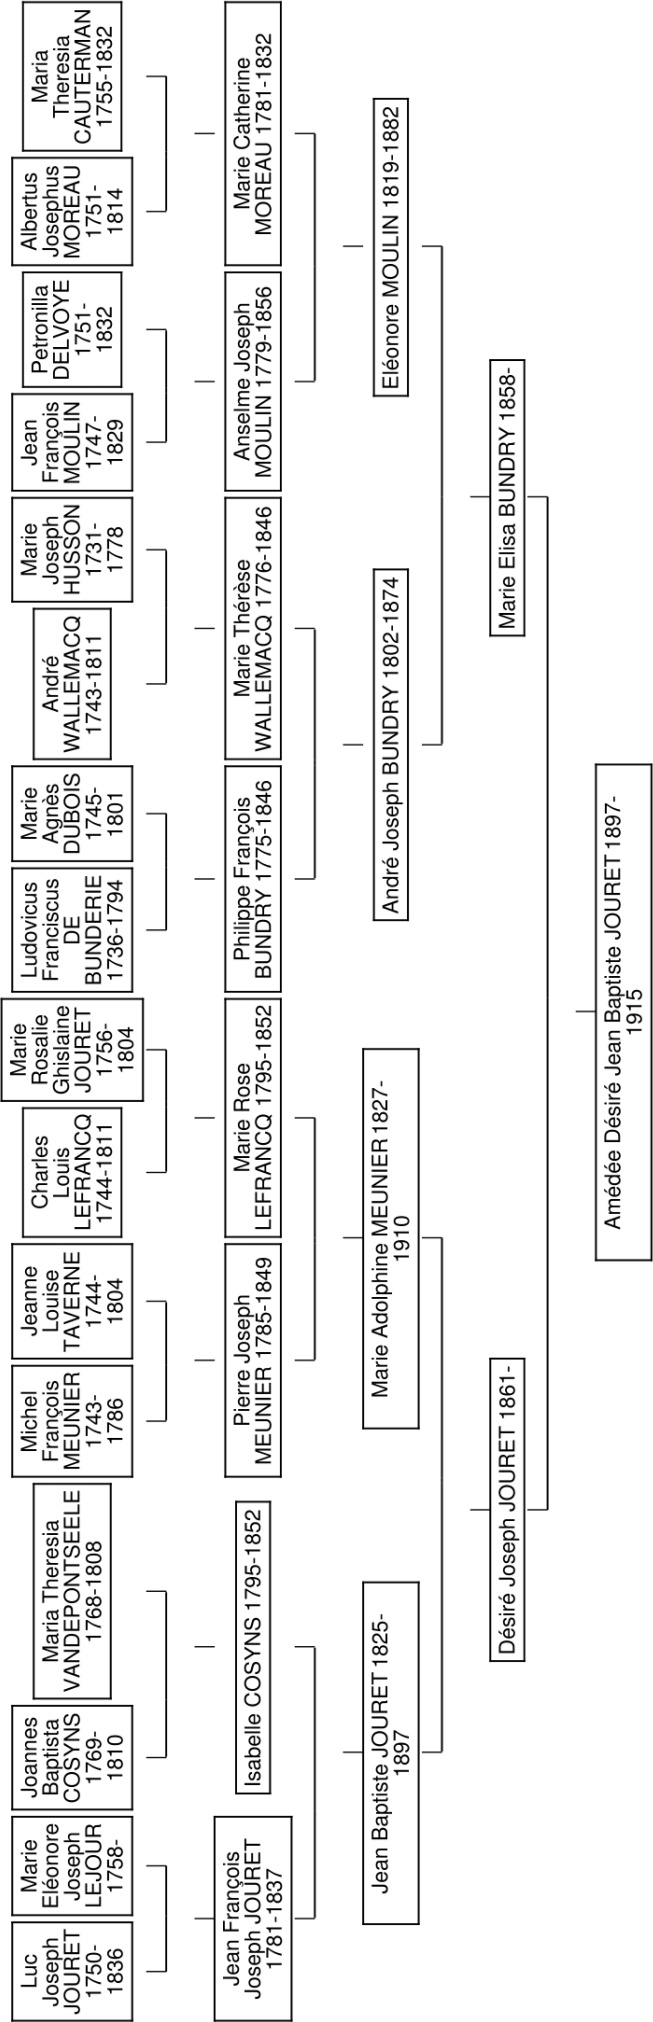 Luc
Joseph
JOURET
1750-
1836
Marie
Eléonore
Joseph
LEJOUR
1758-
Joannes
Baptista
COSYNS
1769-
1810
Maria Theresia
VANDEPONTSEELE
1768-1808
Michel
François
MEUNIER
1743-
1786
Jeanne
Louise
TAVERNE
1744-
1804
Charles
Louis
LEFRANCQ
1744-1811
Marie
Rosalie
Ghislaine
JOURET
1756-
1804
Ludovicus
Franciscus
DE
BUNDERIE
1736-1794
Marie
Agnès
DUBOIS
1745-
1801
André
WALLEMACQ
1743-1811
Marie
Joseph
HUSSON
1731-
1778
Jean
François
MOULIN
1747-
1829
Petronilla
DELVOYE
1751-
1832
Albertus
Josephus
MOREAU
1751-
1814
Maria
Theresia
CAUTERMAN
1755-1832
Jean François
Joseph JOURET
1781-1837
Isabelle COSYNS 1795-1852
Pierre Joseph
MEUNIER 1785-1849
Marie Rose
LEFRANCQ 1795-1852
Philippe François
BUNDRY 1775-1846
Marie Thérèse
WALLEMACQ 1776-1846
Anselme Joseph
MOULIN 1779-1856
Marie Catherine
MOREAU 1781-1832
Jean Baptiste JOURET 1825-
1897
Marie Adolphine MEUNIER 1827-
1910
André Joseph BUNDRY 1802-1874
Eléonore MOULIN 1819-1882
Désiré Joseph JOURET 1861-
Marie Elisa BUNDRY 1858-
Amédée Désiré Jean Baptiste JOURET 1897-
1915